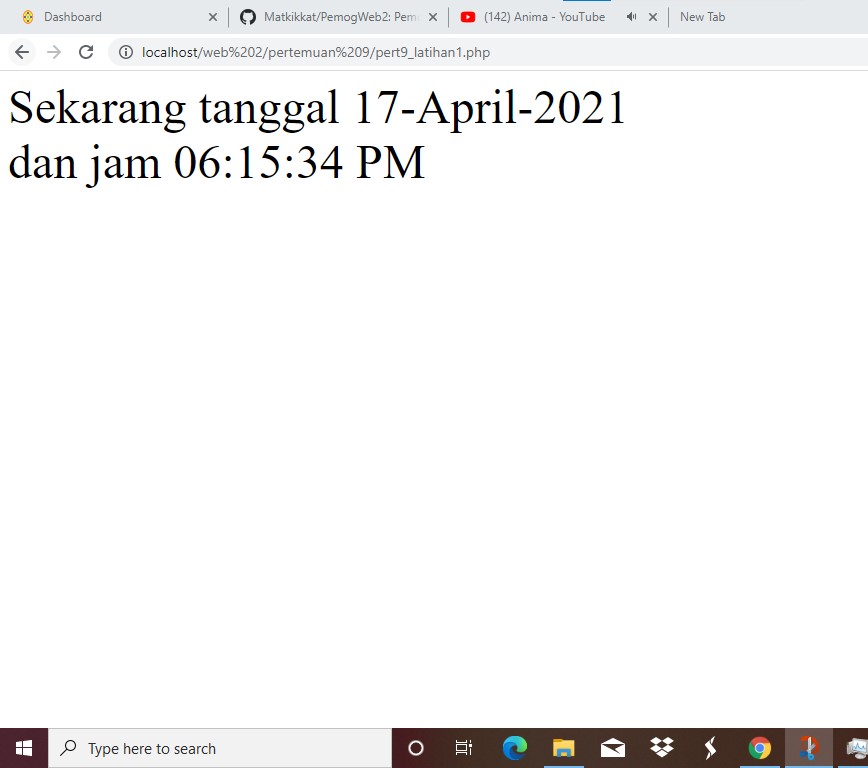 Dashboard
Matkikkat/PemogWeb2: Pem
(142) Anima - YouTube
New Tab
localhost/web%202/pertemuan%209/pert9_latihan1.php
Sekarang tanggal 17-April-2021
dan jam 06:15:34 PM
Type here to search